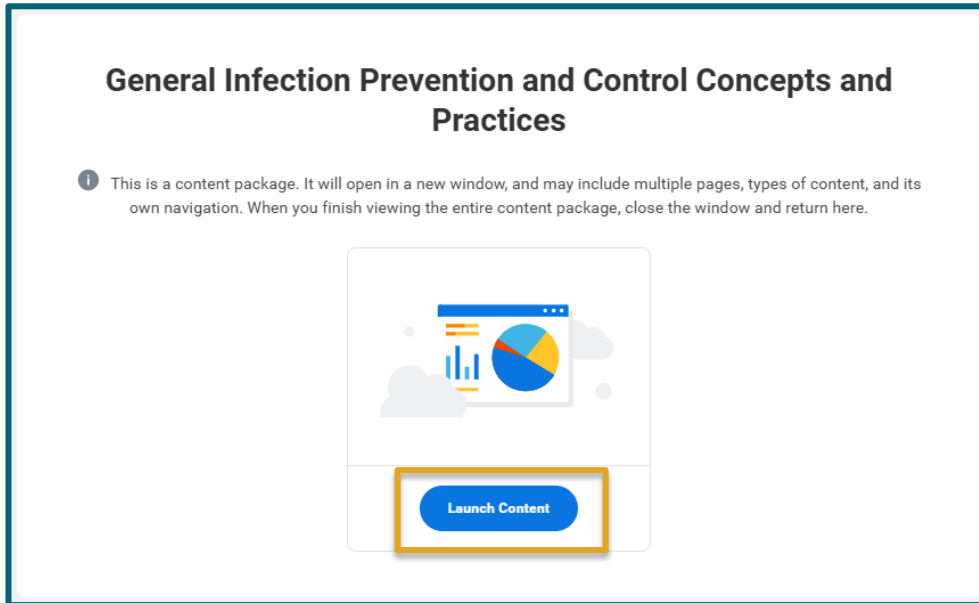 General Infection Prevention and Control Concepts and
Practices
This is a content package. It will open in a new window, and may include multiple pages, types of content, and its
own navigation. When you finish viewing the entire content package, close the window and return here.
Launch Content